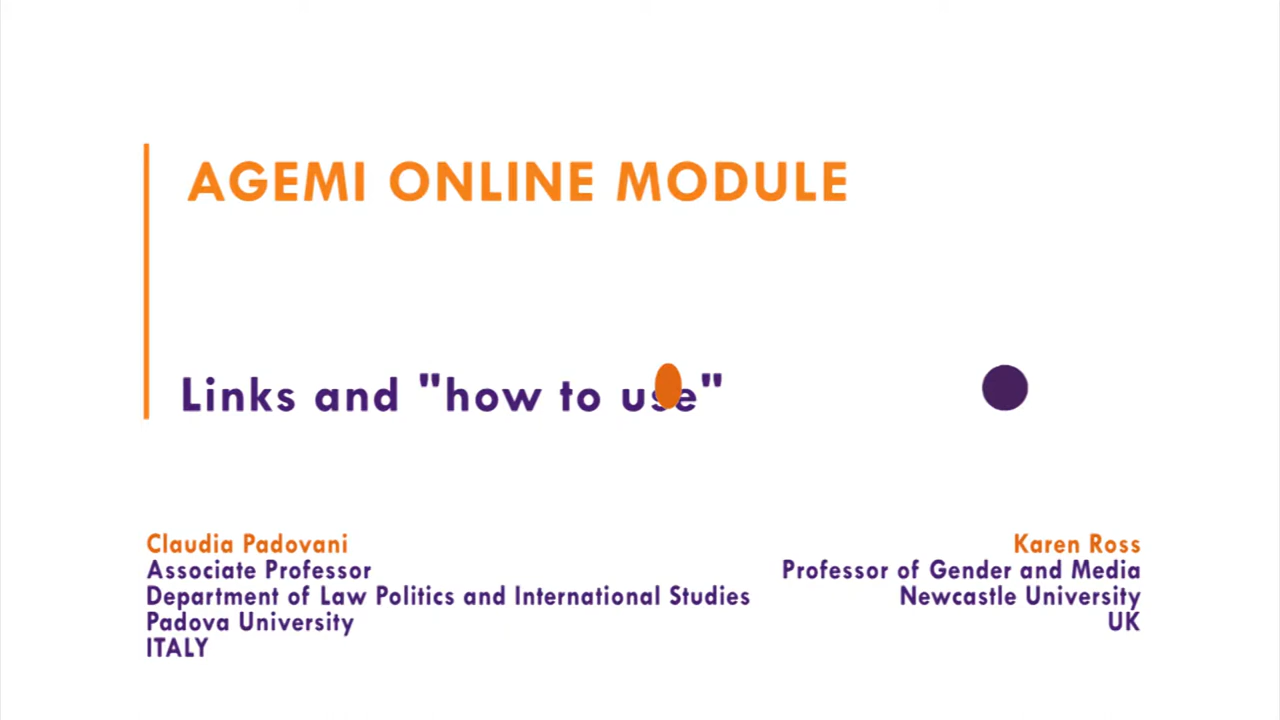 AGEMI ONLINE MODULE
Links and "how to use"
Claudia Padovani
Associate Professor
Department of Law Politics and International Studies
Padova University
ITALY
Karen Ross
Professor of Gender and Media
Newcastle University
UK